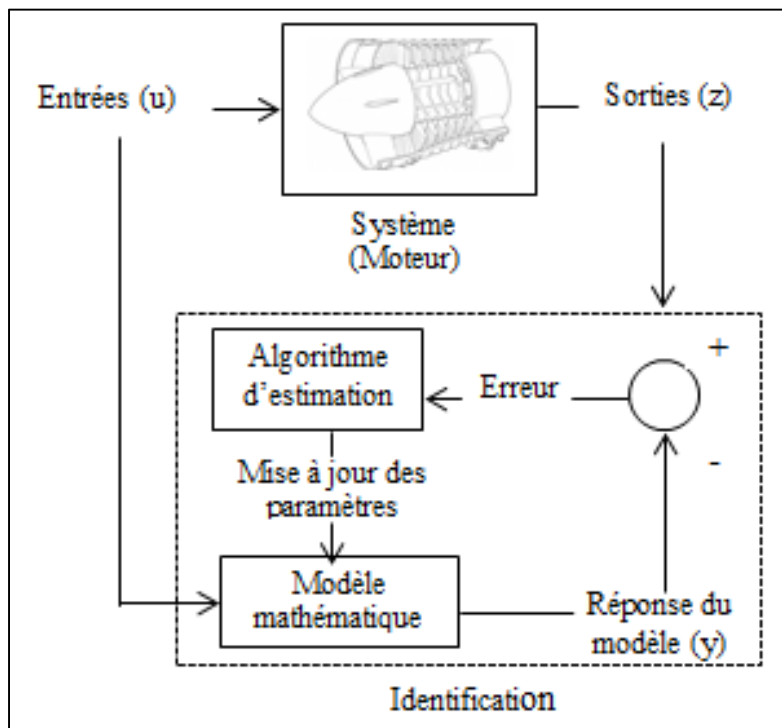 Entrées (u)
Sorties (z)
Système
(Moteur)
+
Algorithme
d’estimation
Erreur
-
Mise à jour des
paramètres
Modèle
mathématique
Réponse du
modèle (y)
Identification